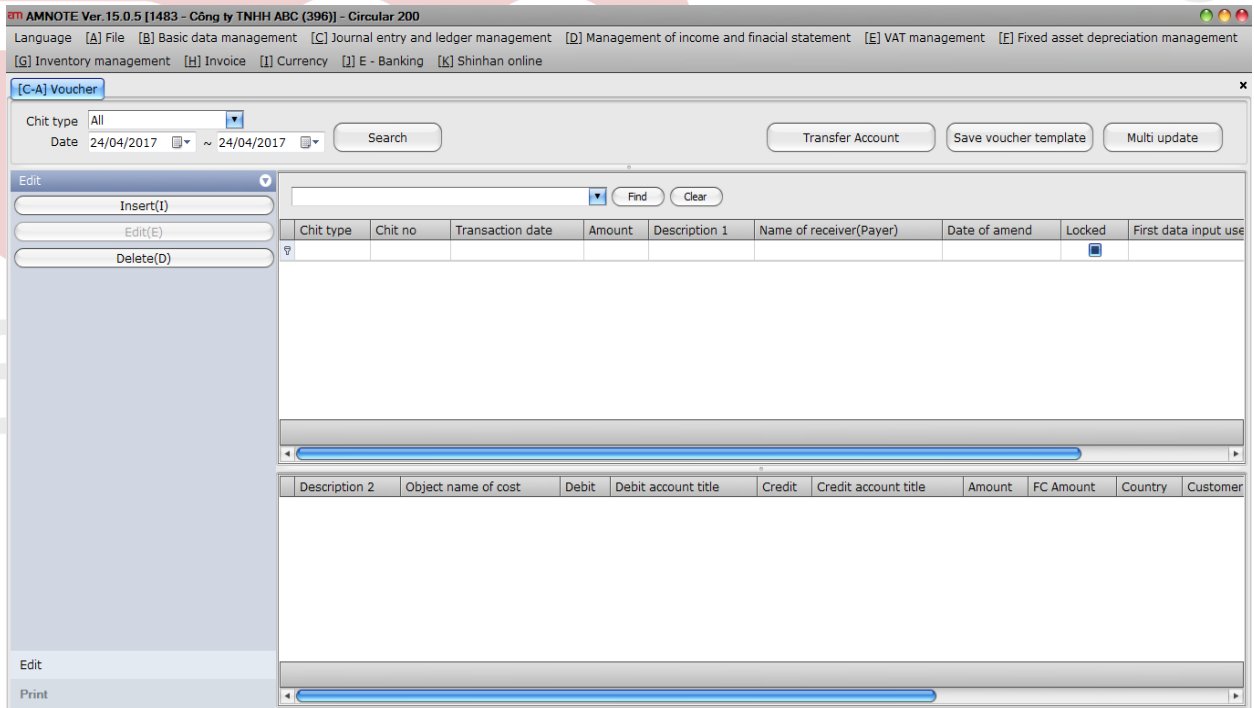 am AMNOTE Ver.15.0.5 [1483 - Công ty TNHH ABC (396)] - Circular 200
Language [A] File [B] Basic data management [C] Journal entry and ledger management [D] Management of income and finacial statement [E] VAT management [F] Fixed asset depreciation management
[G] Inventory management [H] Invoice [I] Currency [J] E - Banking [K] Shinhan online
[C-A] Voucher x
Chit type All
Date 24/04/2017 ~ 24/04/2017 Search Transfer Account Save voucher template Multi update
Edit
Insert(I)
Edit(E)
Delete(D)
Find Clear
Chit type Chit no Transaction date Amount Description 1 Name of receiver(Payer) Date of amend Locked First data input use
Description 2 Object name of cost Debit Debit account title Credit Credit account title Amount FC Amount Country Customer
Edit
Print